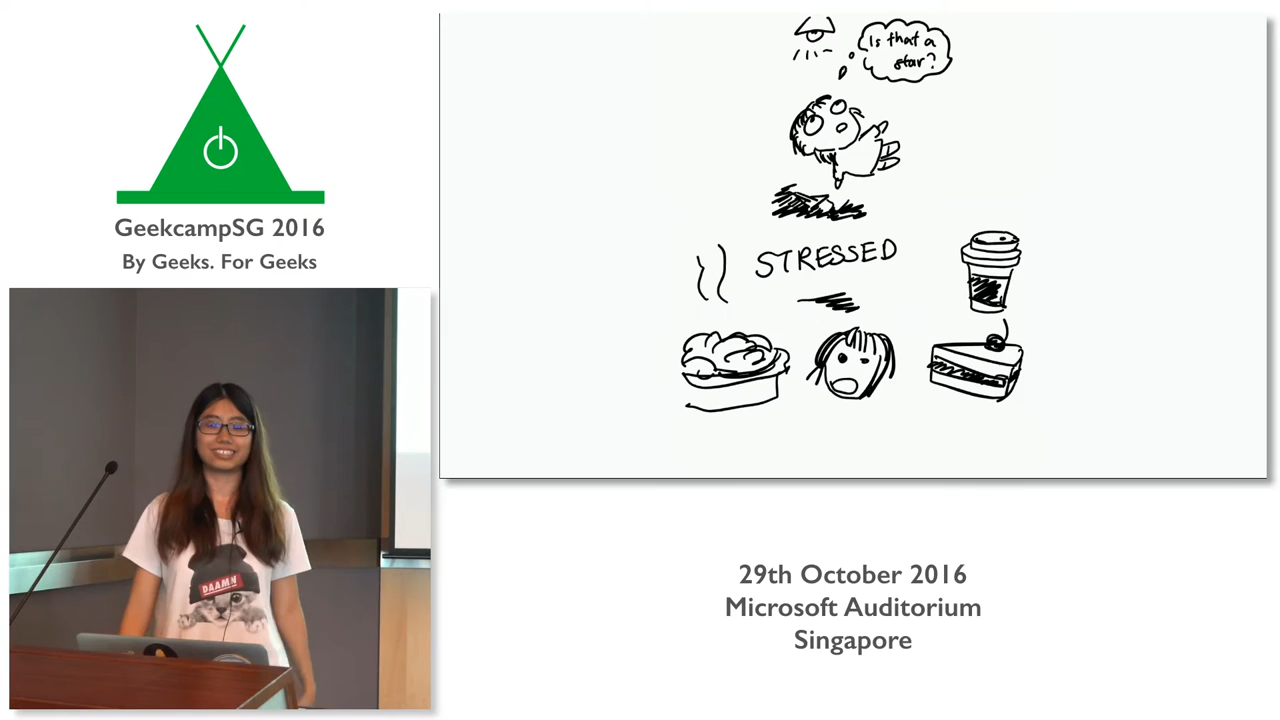 GeekcampSG 2016
By Geeks. For Geeks
Is that a
star?
STRESSED
DAAMN
29th October 2016
Microsoft Auditorium
Singapore